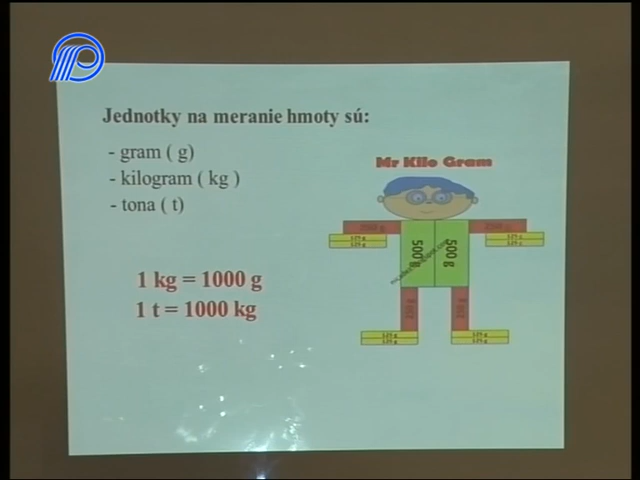 Jednotky na meranie hmoty sú:
- gram ( g)
- kilogram ( kg )
- tona ( t)
1 kg = 1000 g
1 t = 1000 kg
Mr Kilo Gram
500 g
500 g